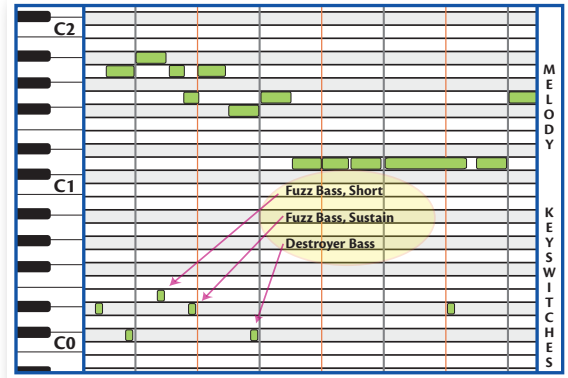 C2
MELODY
C1
Fuzz Bass, Short
Fuzz Bass, Sustain
Destroyer Bass
KEYSWITCHES
C0